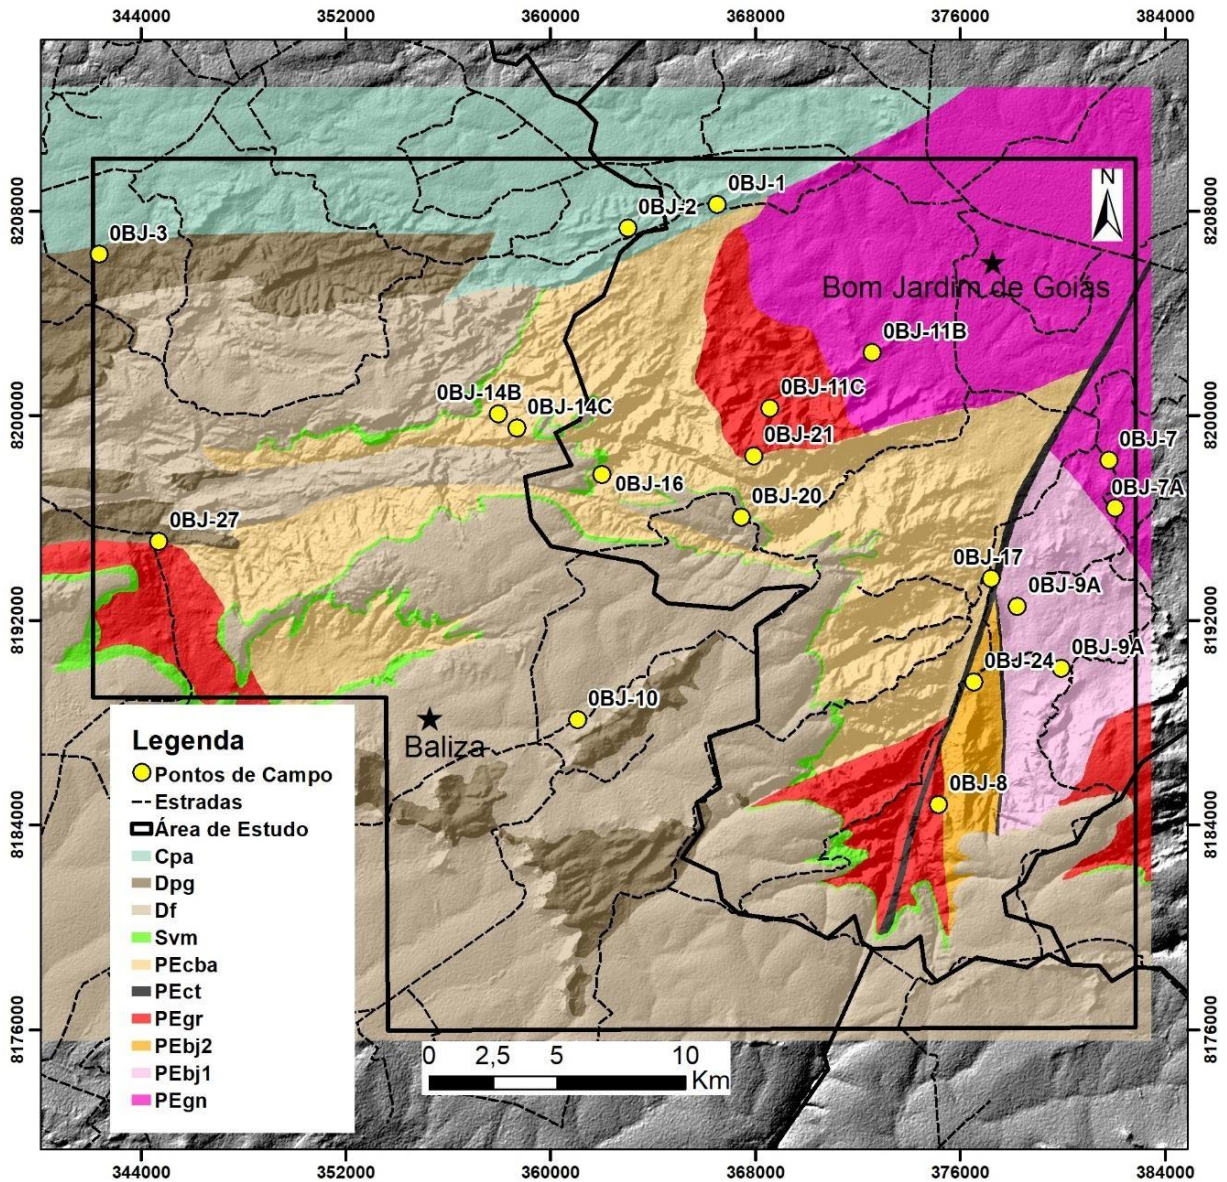 344000 352000 360000 368000 376000 384000
8208000 8208000
0BJ-1
0BJ-2
0BJ-3
N
Bom Jardim de Goiás
0BJ-11B
0BJ-14B
0BJ-11C
0BJ-14C
8200000 8200000
0BJ-21
0BJ-7
0BJ-16
0BJ-7A
0BJ-20
0BJ-27
0BJ-17
0BJ-9A
8192000 8192000
0BJ-24
0BJ-9A
0BJ-10
Baliza
0BJ-8
8184000 8184000
Legenda
Pontos de Campo
Estradas
Área de Estudo
Cpa
Dpg
Df
Svm
PEcba
PEct
PEgr
PEbj2
PEbj1
PEgn
8176000 8176000
0 2,5 5 10
Km
344000 352000 360000 368000 376000 384000